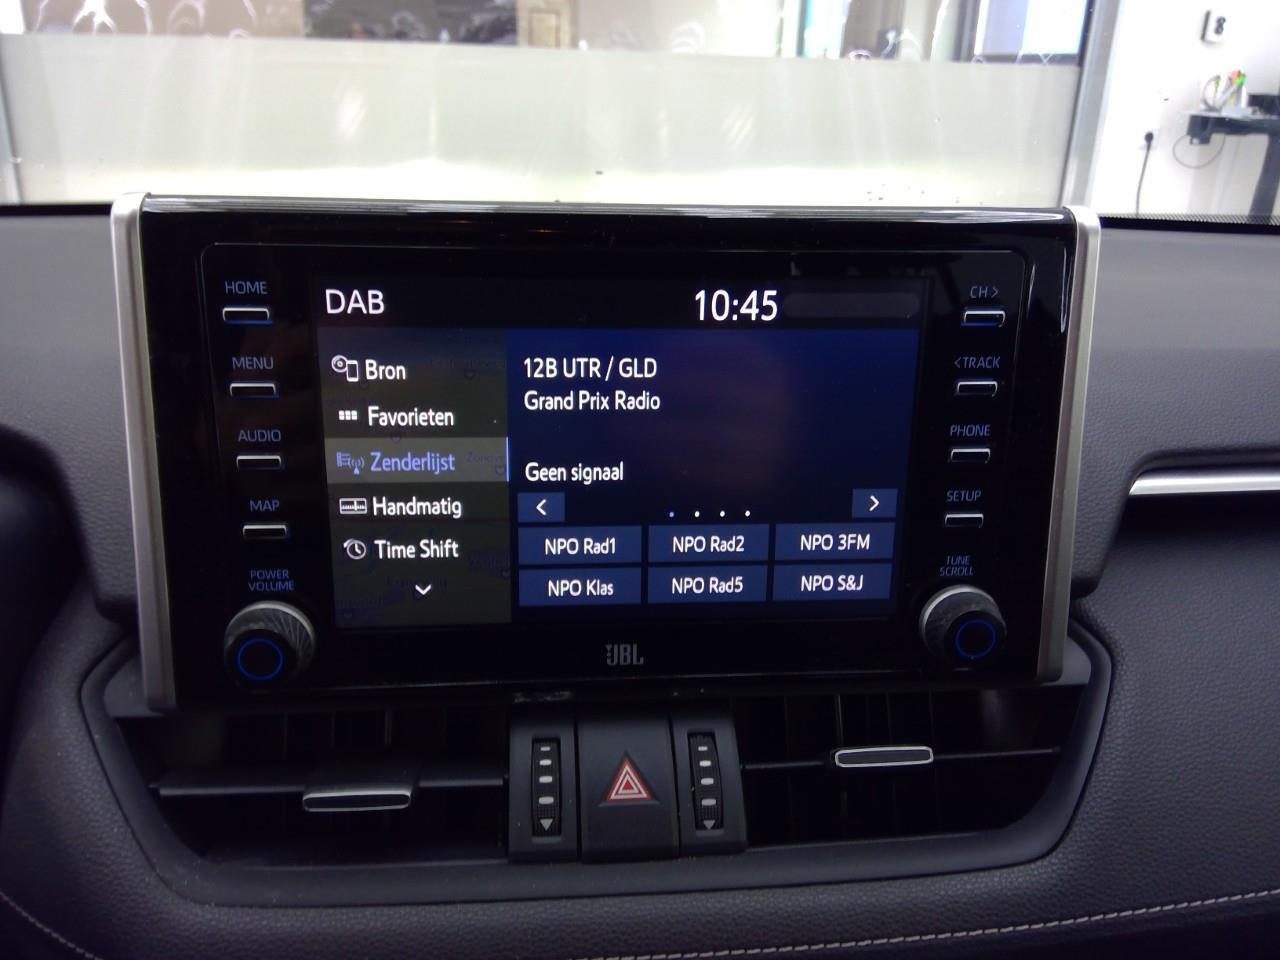 HOME
MENU
AUDIO
MAP
POWER
VOLUME
DAB
10:45
Bron
Favorieten
Zenderlijst
Handmatig
Time Shift
12B UTR / GLD
Grand Prix Radio
Geen signaal
<
>
NPO Rad1
NPO Rad2
NPO 3FM
NPO Klas
NPO Rad5
NPO S&J
CH >
<TRACK
PHONE
SETUP
TUNE
SCROLL
JBL